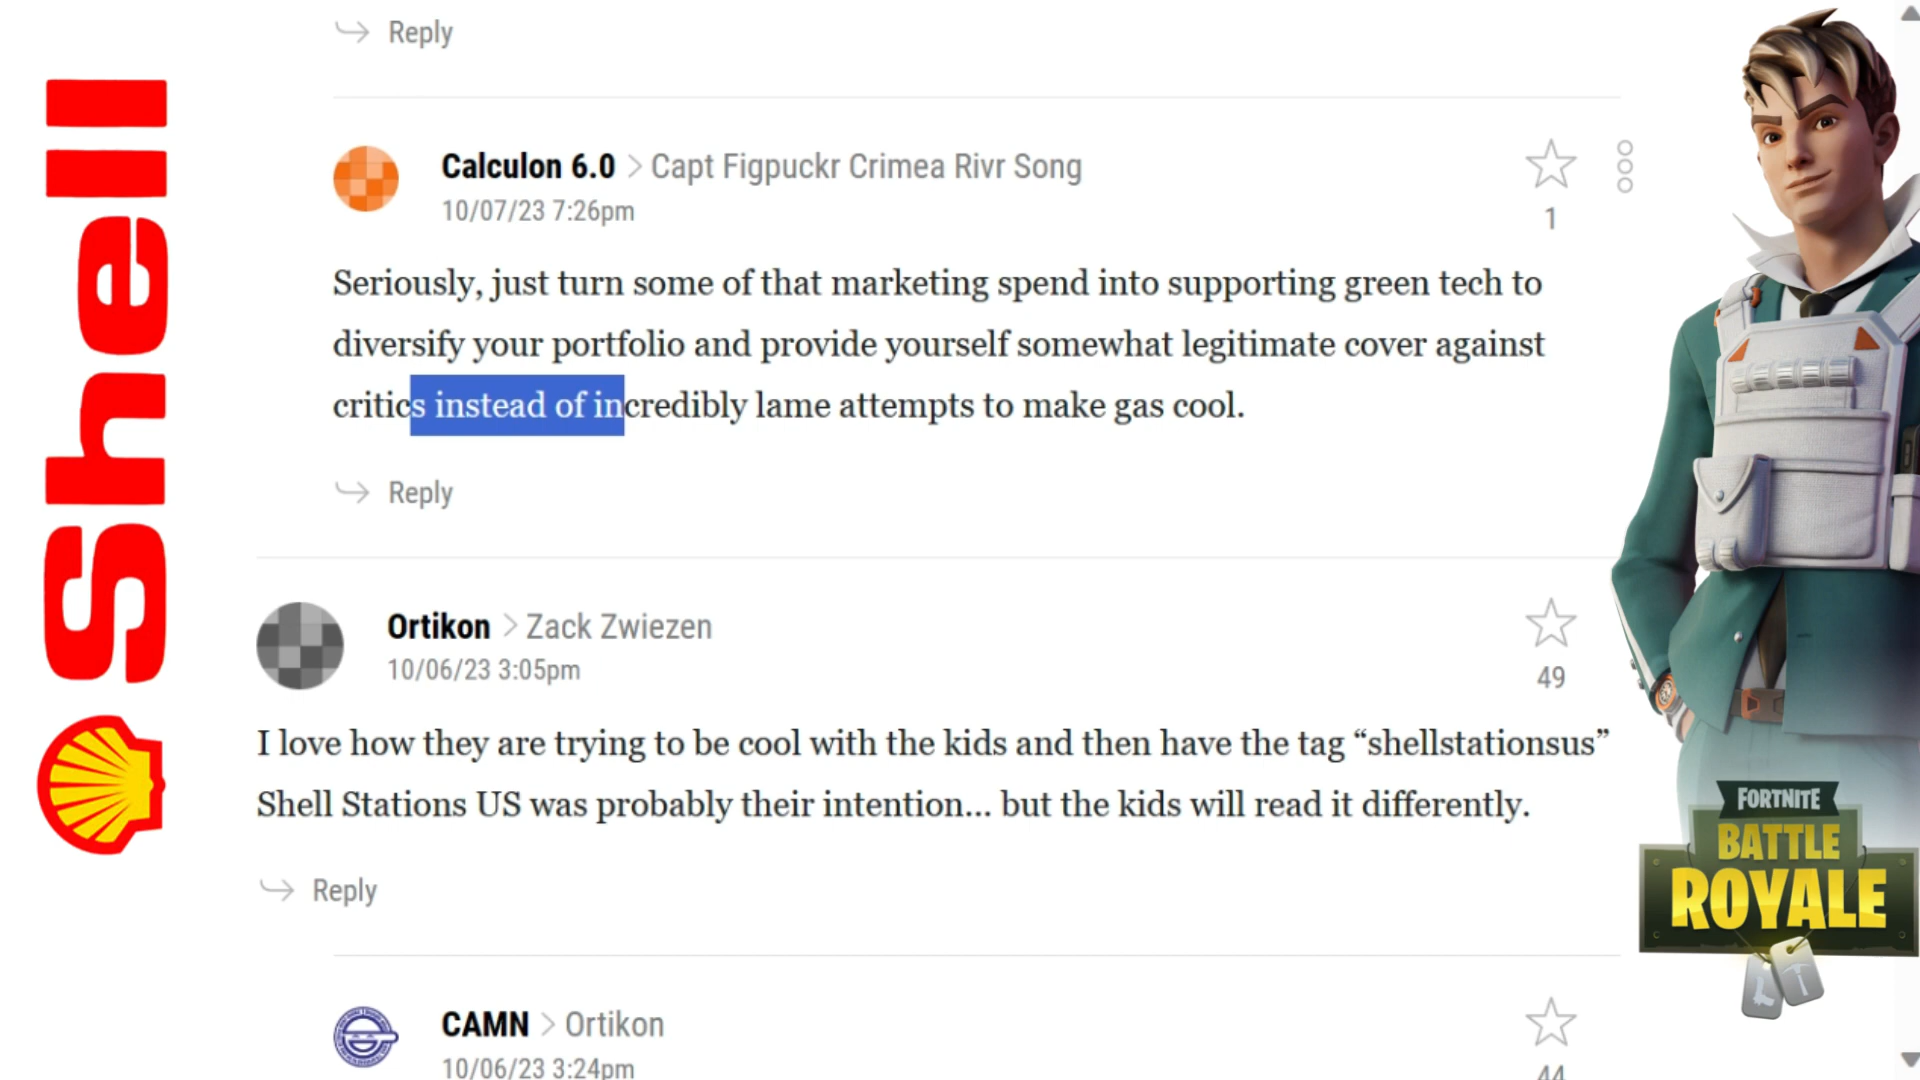 Shell
Reply
Calculon 6.0 > Capt Figpuckr Crimea Rivr Song
10/07/23 7:26pm
1
Seriously, just turn some of that marketing spend into supporting green tech to
diversify your portfolio and provide yourself somewhat legitimate cover against
critics instead of incredibly lame attempts to make gas cool.
Reply
Ortikon > Zack Zwiezen
10/06/23 3:05pm
49
I love how they are trying to be cool with the kids and then have the tag “shellstationsus”
Shell Stations US was probably their intention... but the kids will read it differently.
Reply
CAMN > Ortikon
10/06/23 3:24pm
44
FORTNITE
BATTLE
ROYALE